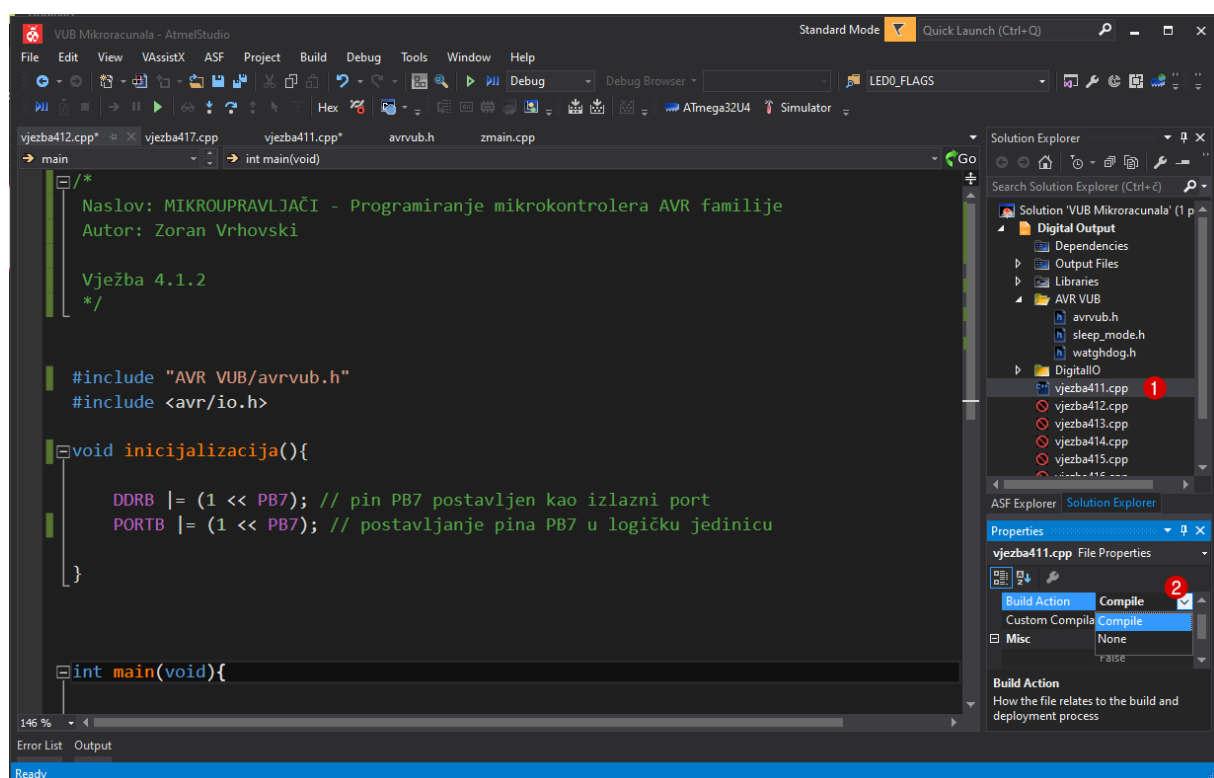 VUB Mikroracunala - AtmelStudio
Standard Mode
Quick Launch (Ctrl+Q)
File Edit View VAssistX ASF Project Build Debug Tools Window Help
Debug
Debug Browser
LED0_FLAGS
Hex
ATmega32U4
Simulator
vjezba412.cpp* vjezba417.cpp vjezba411.cpp* avrvub.h zmain.cpp
main
int main(void)
Go
/*
Naslov: MIKROUPRAVLJAČI - Programiranje mikrokontrolera AVR familije
Autor: Zoran Vrhovski
Vježba 4.1.2
*/
#include "AVR VUB/avrvub.h"
#include <avr/io.h>
void inicijalizacija(){
DDRB |= (1 << PB7); // pin PB7 postavljen kao izlazni port
PORTB |= (1 << PB7); // postavljanje pina PB7 u logičku jedinicu
}
int main(void){
146 %
Error List Output
Ready
Solution Explorer
Search Solution Explorer (Ctrl+č)
Solution 'VUB Mikroracunala' (1 p
Digital Output
Dependencies
Output Files
Libraries
AVR VUB
avrvub.h
sleep_mode.h
watghdog.h
DigitalIO
vjezba411.cpp 1
vjezba412.cpp
vjezba413.cpp
vjezba414.cpp
vjezba415.cpp
ASF Explorer Solution Explorer
Properties
vjezba411.cpp File Properties
2
Build Action Compile
Custom Compila Compile
Misc None
False
Build Action
How the file relates to the build and
deployment process